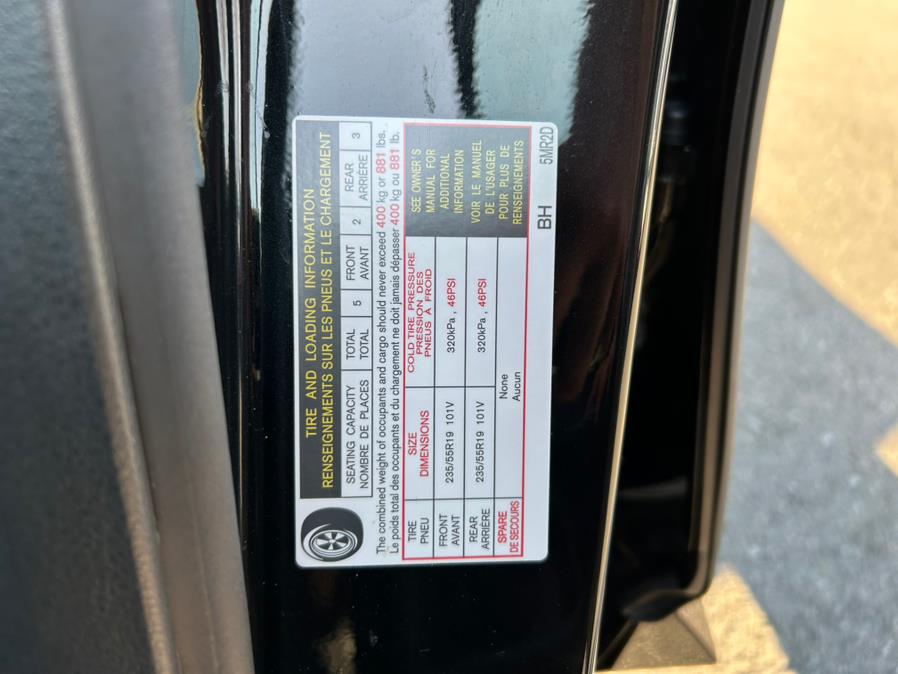 TIRE AND LOADING INFORMATION
RENSEIGNEMENTS SUR LES PNEUS ET LE CHARGEMENT
SEATING CAPACITY TOTAL 5 FRONT 2 REAR 3
NOMBRE DE PLACES TOTAL AVANT ARRIÈRE
The combined weight of occupants and cargo should never exceed 400 kg or 881 lbs.
Le poids total des occupants et du chargement ne doit jamais dépasser 400 kg ou 881 lb.
TIRE
PNEU
SIZE
DIMENSIONS
COLD TIRE PRESSURE
PRESSION DES
PNEUS À FROID
FRONT
AVANT
235/55R19 101V
320kPa , 46PSI
REAR
ARRIÈRE
235/55R19 101V
320kPa , 46PSI
SPARE
DE SECOURS
None
Aucun
SEE OWNER'S
MANUAL FOR
ADDITIONAL
INFORMATION
VOIR LE MANUEL
DE L'USAGER
POUR PLUS DE
RENSEIGNEMENTS
BH 5MR2D